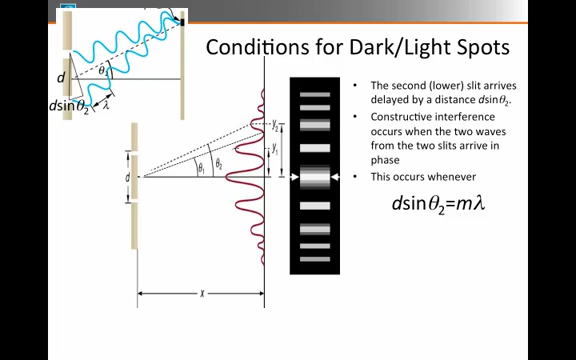 Conditions for Dark/Light Spots
θ₂
d
dsinθ₂
λ
• The second (lower) slit arrives
delayed by a distance dsinθ₂.
• Constructive interference
occurs when the two waves
from the two slits arrive in
phase
• This occurs whenever
dsinθ₂=mλ
y₂
y₁
d
θ₁
θ₂
x